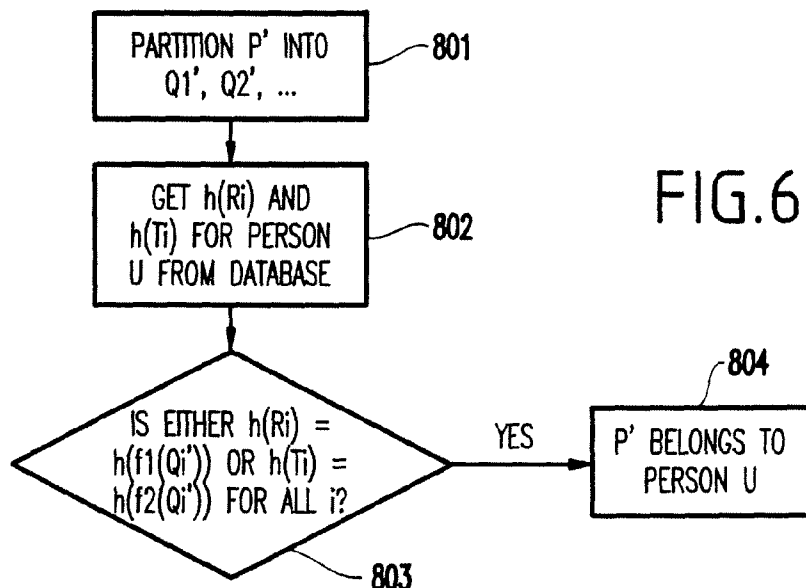 PARTITION P' INTO
Q1', Q2', ...
801
GET h(Ri) AND
h(Ti) FOR PERSON
U FROM DATABASE
802
FIG.6
IS EITHER h(Ri) =
h(f1(Qi')) OR h(Ti) =
h(f2(Qi')) FOR ALL i?
803
YES
804
P' BELONGS TO
PERSON U